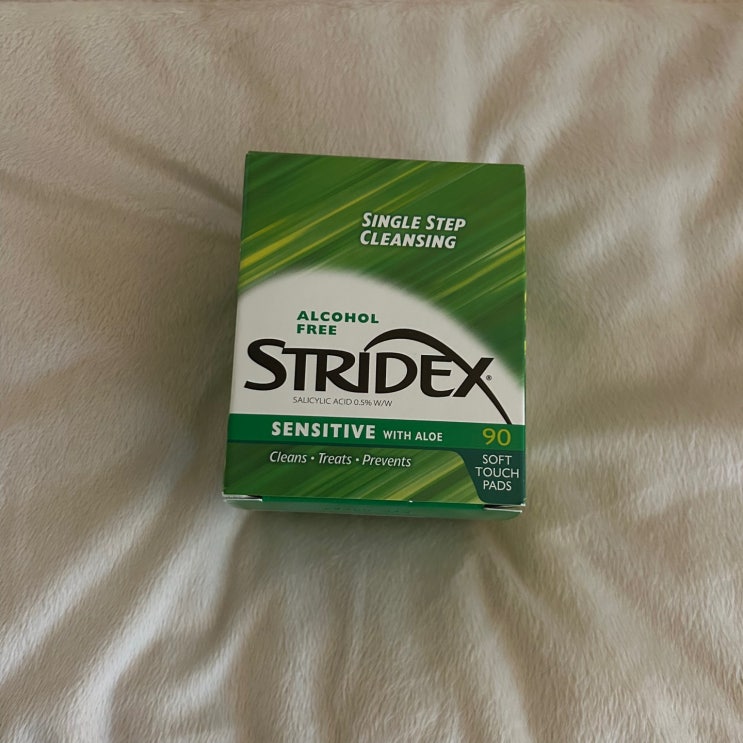 SINGLE STEP
CLEANSING
ALCOHOL
FREE
STRIDEX®
SALICYLIC ACID 0.5% W/W
SENSITIVE WITH ALOE
90
SOFT
TOUCH
PADS
Cleans • Treats • Prevents